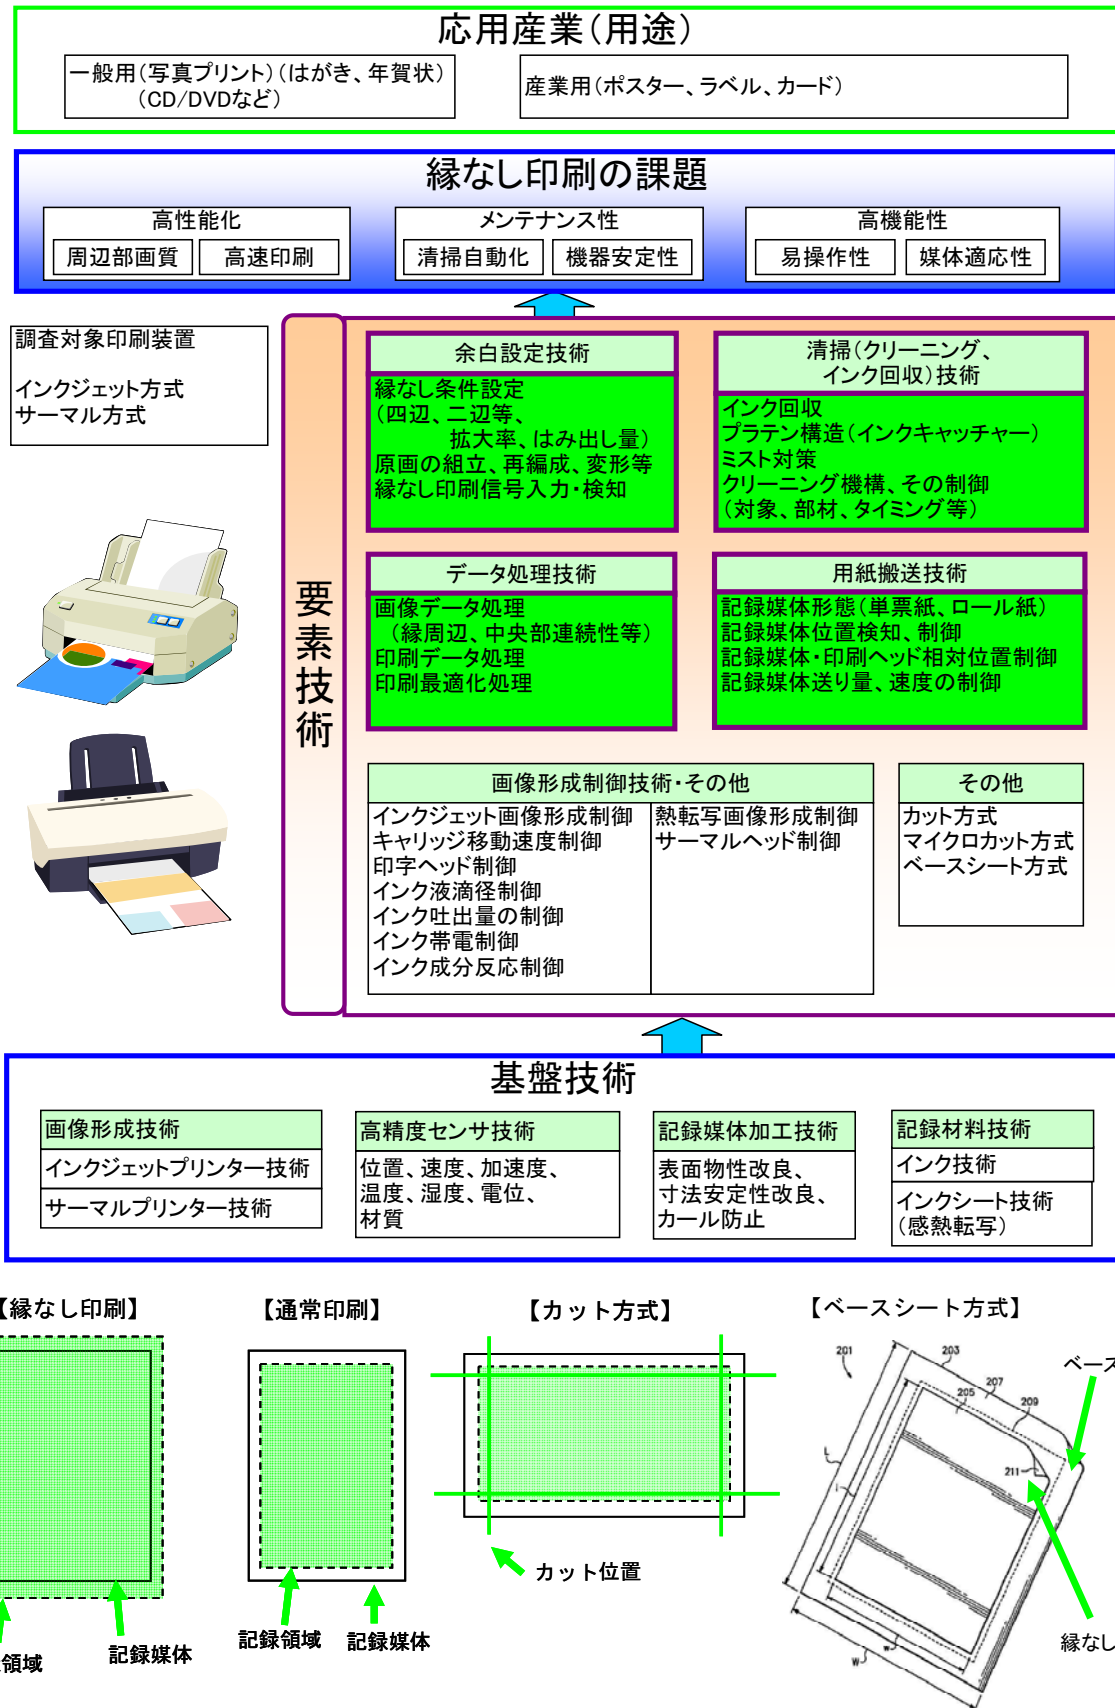 応用産業(用途)
一般用(写真プリント)(はがき、年賀状)
(CD/DVDなど)
産業用(ポスター、ラベル、カード)
縁なし印刷の課題
高性能化
周辺部画質
高速印刷
メンテナンス性
清掃自動化
機器安定性
高機能性
易操作性
媒体適応性
調査対象印刷装置
インクジェット方式
サーマル方式
要素技術
余白設定技術
縁なし条件設定
(四辺、二辺等、
拡大率、はみ出し量)
原画の組立、再編成、変形等
縁なし印刷信号入力・検知
清掃(クリーニング、
インク回収)技術
インク回収
プラテン構造(インクキャッチャー)
ミスト対策
クリーニング機構、その制御
(対象、部材、タイミング等)
データ処理技術
画像データ処理
(縁周辺、中央部連続性等)
印刷データ処理
印刷最適化処理
用紙搬送技術
記録媒体形態(単票紙、ロール紙)
記録媒体位置検知、制御
記録媒体・印刷ヘッド相対位置制御
記録媒体送り量、速度の制御
画像形成制御技術・その他
インクジェット画像形成制御
キャリッジ移動速度制御
印字ヘッド制御
インク液滴径制御
インク吐出量の制御
インク帯電制御
インク成分反応制御
熱転写画像形成制御
サーマルヘッド制御
その他
カット方式
マイクロカット方式
ベースシート方式
基盤技術
画像形成技術
インクジェットプリンター技術
サーマルプリンター技術
高精度センサ技術
位置、速度、加速度、
温度、湿度、電位、
材質
記録媒体加工技術
表面物性改良、
寸法安定性改良、
カール防止
記録材料技術
インク技術
インクシート技術
(感熱転写)
【縁なし印刷】
領域
記録媒体
【通常印刷】
記録領域
記録媒体
【カット方式】
カット位置
【ベースシート方式】
201
203
207
205
209
211
L
l
w
W
ベース
縁なし